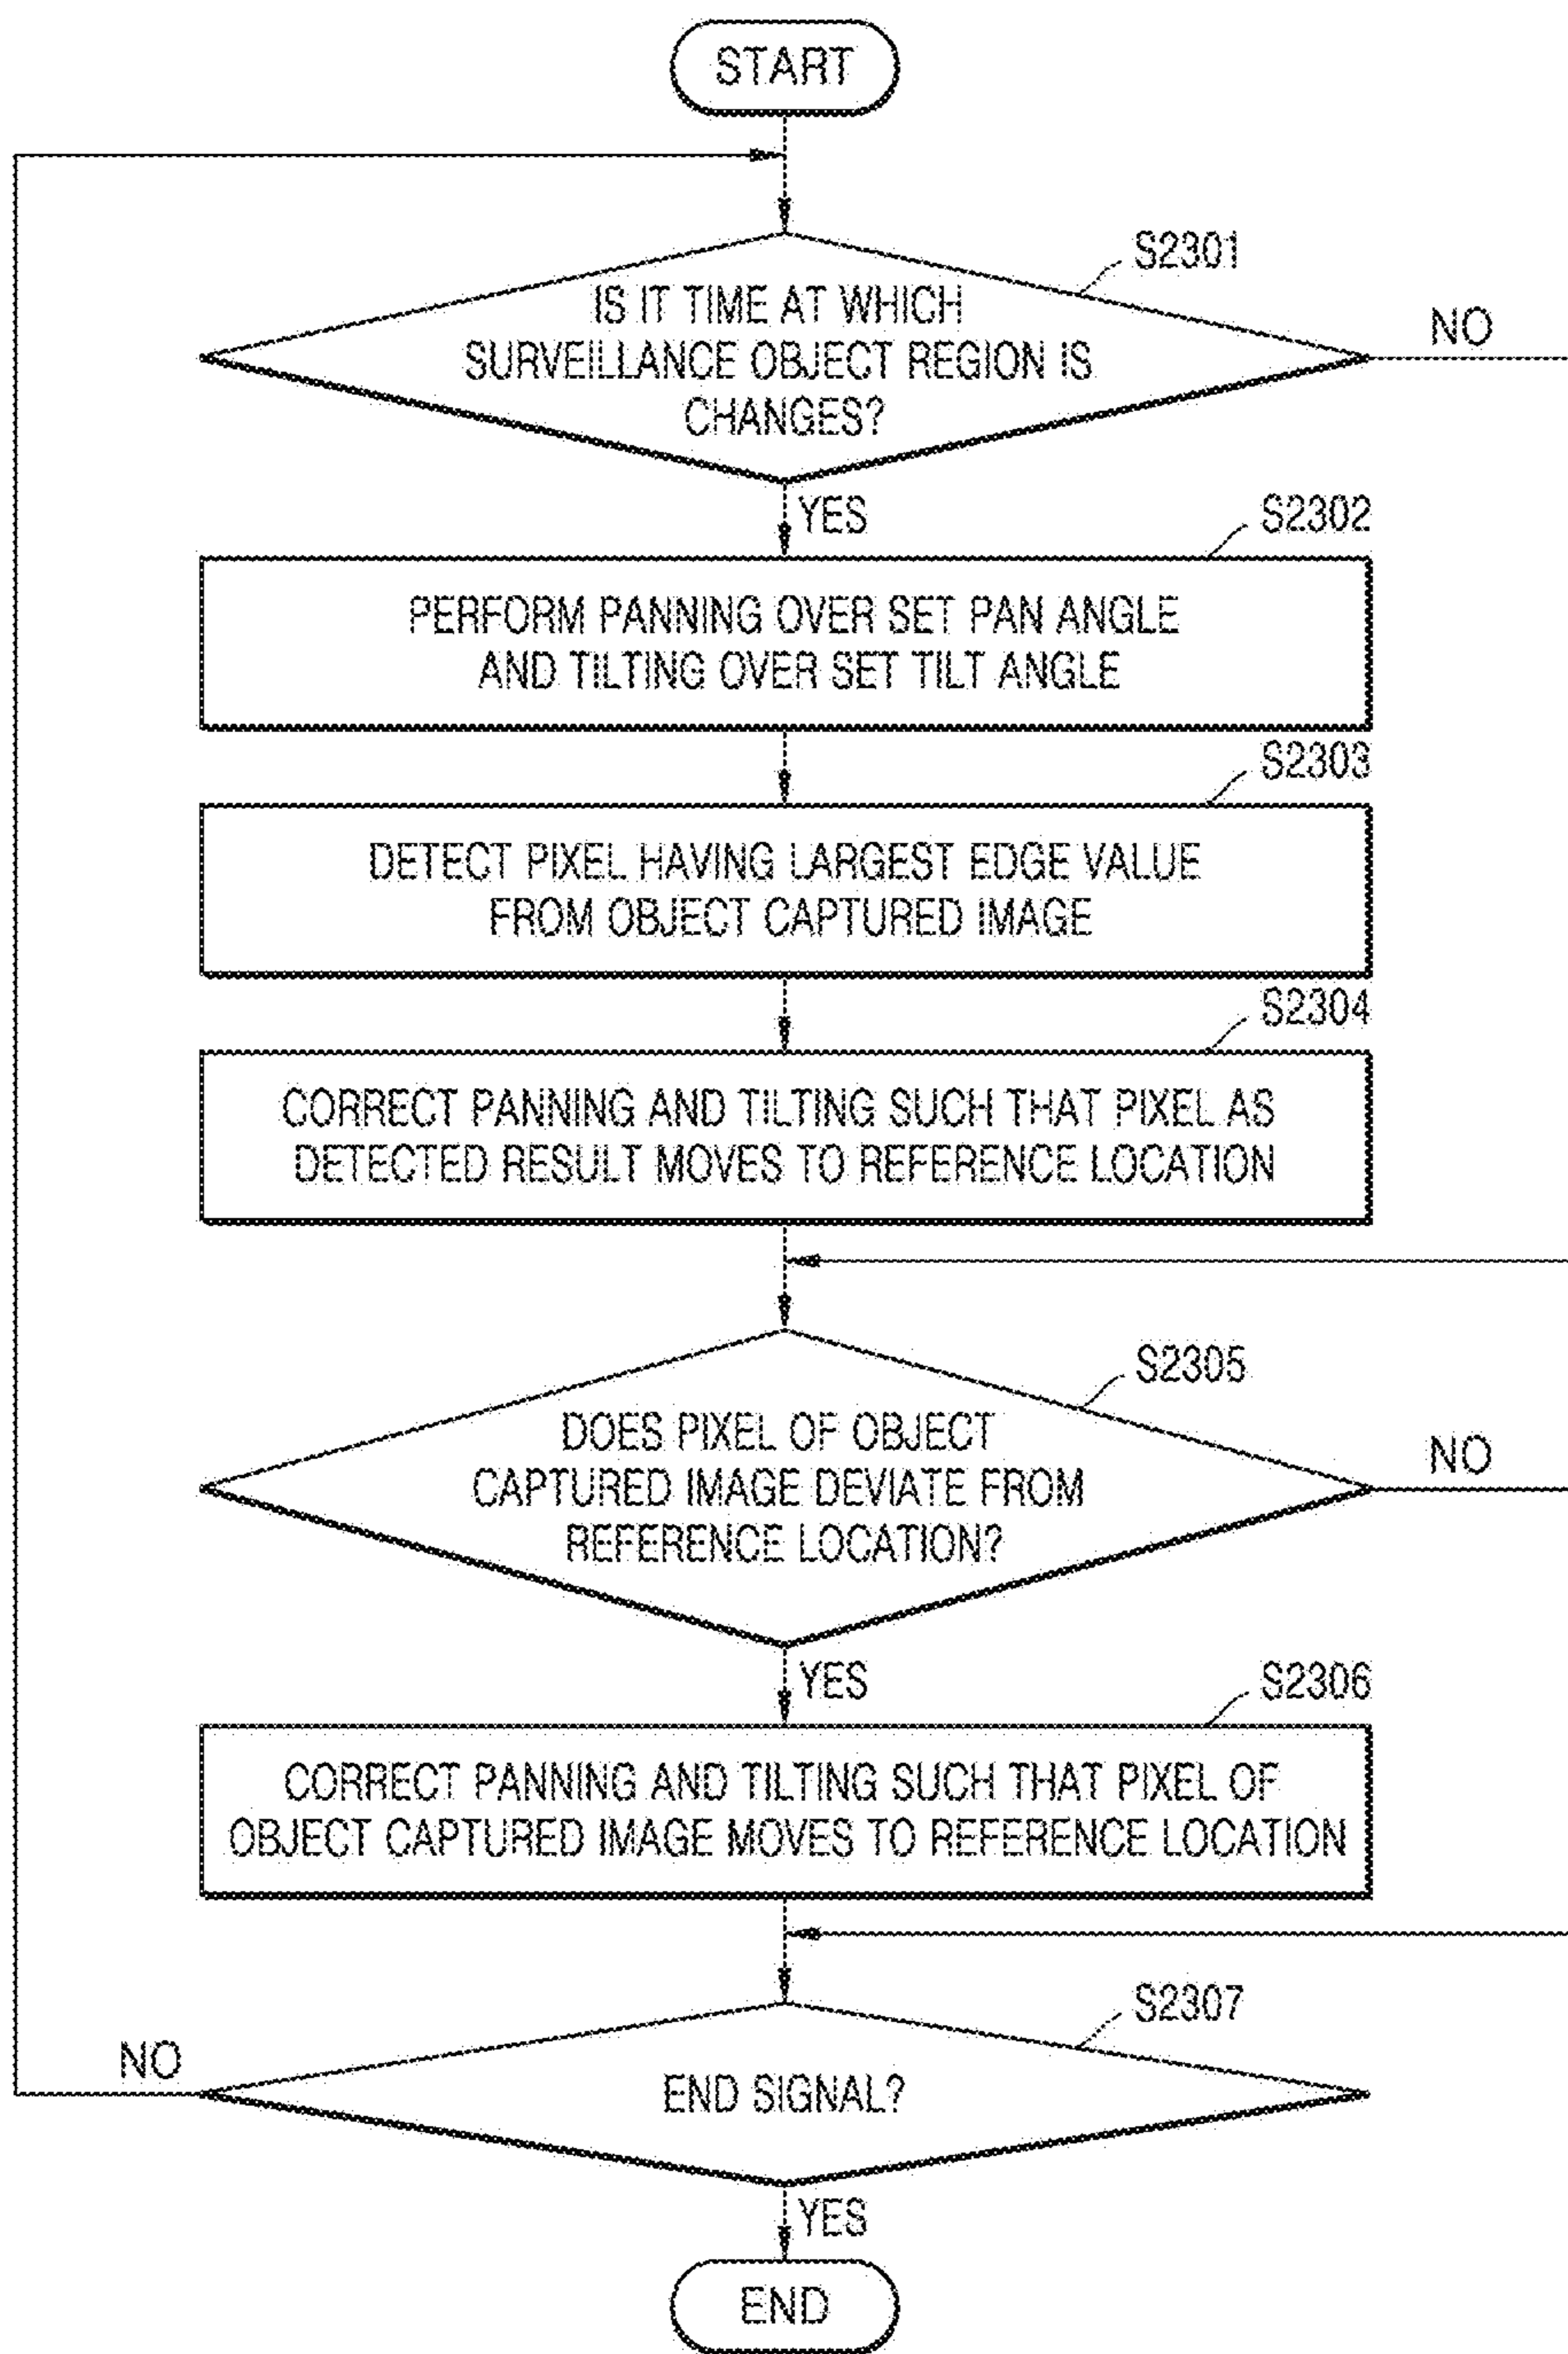 START
S2301
IS IT TIME AT WHICH
SURVEILLANCE OBJECT REGION IS
CHANGES?
NO
YES
S2302
PERFORM PANNING OVER SET PAN ANGLE
AND TILTING OVER SET TILT ANGLE
S2303
DETECT PIXEL HAVING LARGEST EDGE VALUE
FROM OBJECT CAPTURED IMAGE
S2304
CORRECT PANNING AND TILTING SUCH THAT PIXEL AS
DETECTED RESULT MOVES TO REFERENCE LOCATION
S2305
DOES PIXEL OF OBJECT
CAPTURED IMAGE DEVIATE FROM
REFERENCE LOCATION?
NO
YES
S2306
CORRECT PANNING AND TILTING SUCH THAT PIXEL OF
OBJECT CAPTURED IMAGE MOVES TO REFERENCE LOCATION
S2307
NO
END SIGNAL?
YES
END